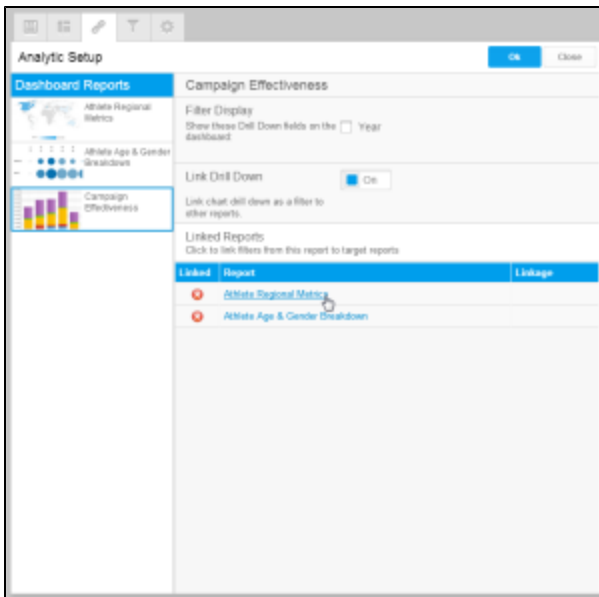 Analytic Setup
Ok
Close
Dashboard Reports
Athlete Regional
Metrics
Athlete Age & Gender
Breakdown
Campaign
Effectiveness
Campaign Effectiveness
Filter Display
Show these Drill Down fields on the
dashboard
Year
Link Drill Down
On
Link chart drill down as a filter to
other reports.
Linked Reports
Click to link filters from this report to target reports
Linked Report Linkage
Athlete Regional Metrics
Athlete Age & Gender Breakdown